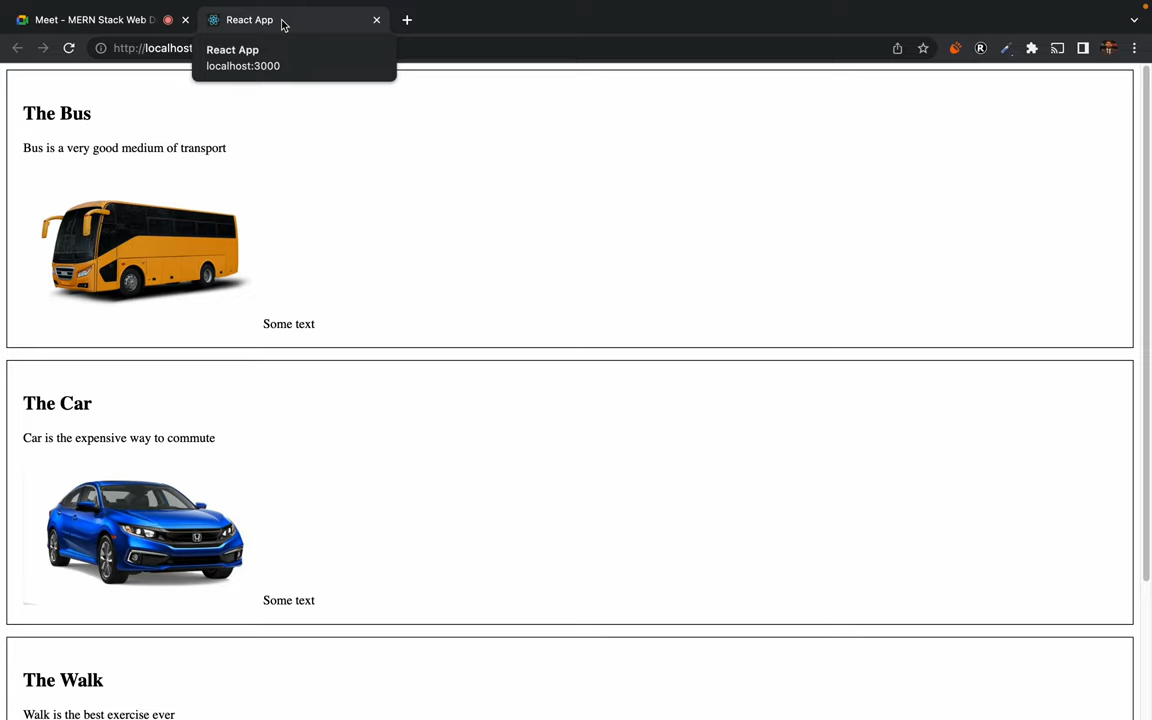 Meet - MERN Stack Web D
React App
http://localhost
React App
localhost:3000
The Bus
Bus is a very good medium of transport
Some text
The Car
Car is the expensive way to commute
Some text
The Walk
Walk is the best exercise ever